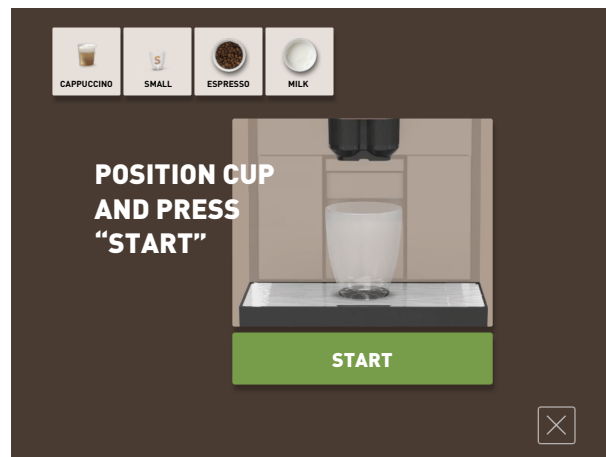 CAPPUCCINO
SMALL
ESPRESSO
MILK
S
POSITION CUP
AND PRESS
“START”
START